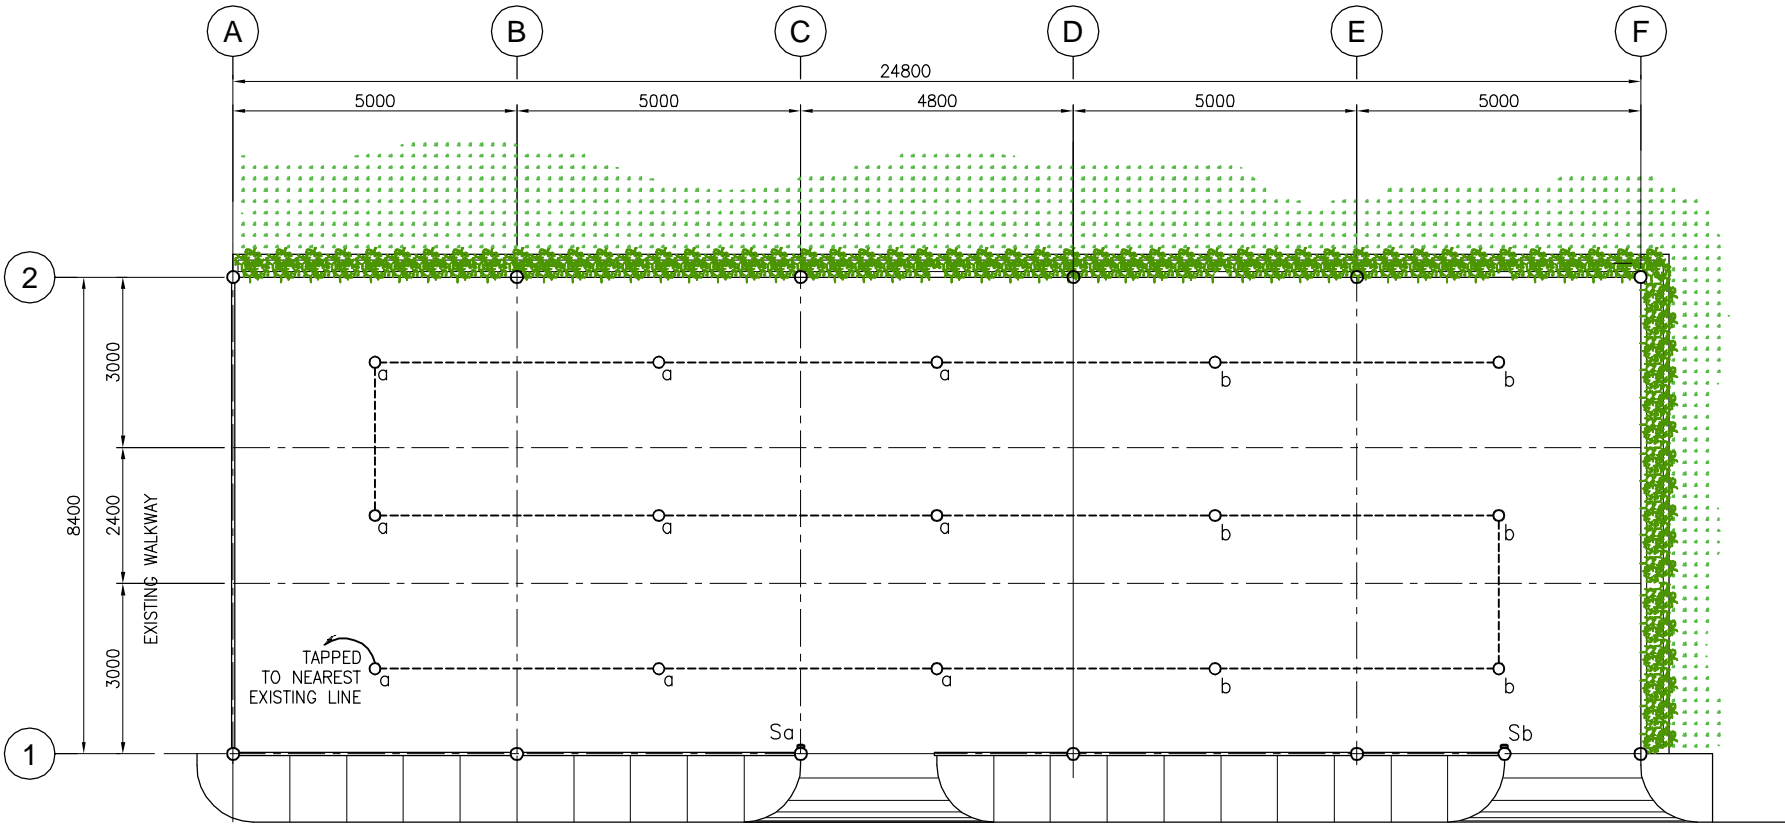 A B C D E F
24800
5000 5000 4800 5000 5000
2
3000
a a a b b
8400
2400
EXISTING WALKWAY
a a a b b
3000
TAPPED
TO NEAREST
EXISTING LINE
a a a b b
Sa Sb
1